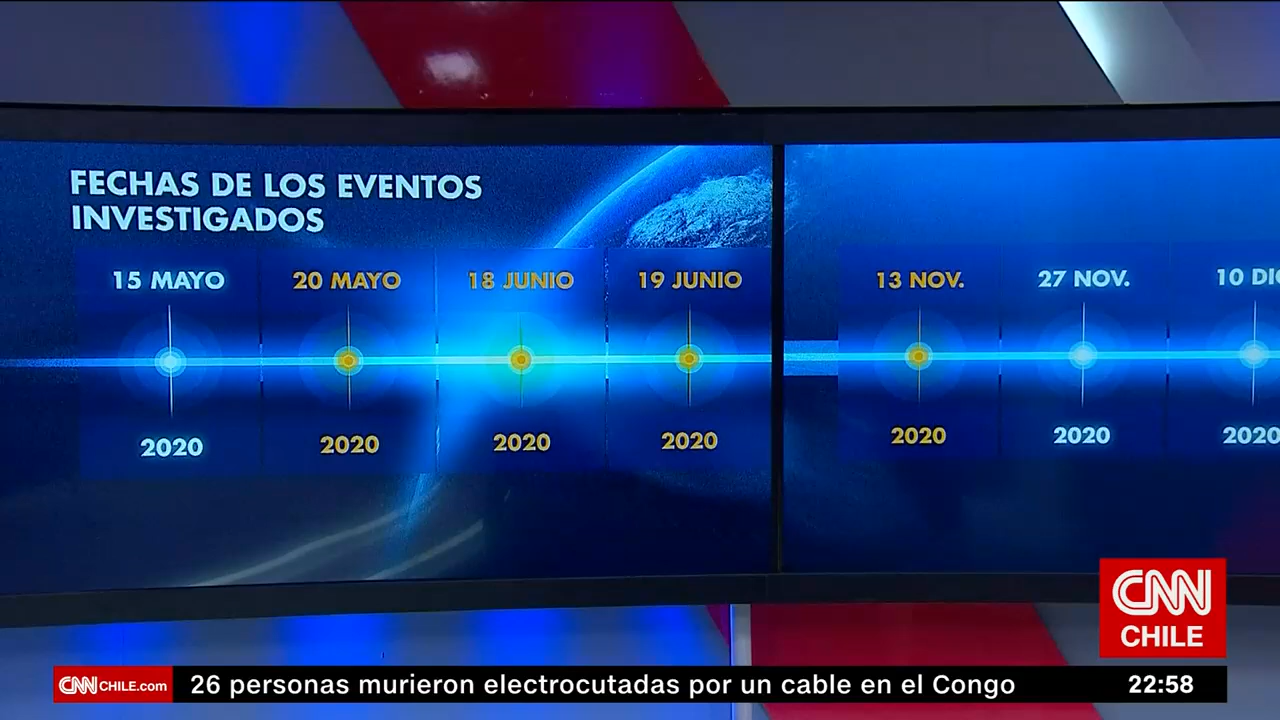 FECHAS DE LOS EVENTOS
INVESTIGADOS
15 MAYO
20 MAYO
18 JUNIO
19 JUNIO
13 NOV.
27 NOV.
10
2020
2020
2020
2020
2020
2020
2020
CNN
CHILE
CNNCHILE.com
26 personas murieron electrocutadas por un cable en el Congo
22:58